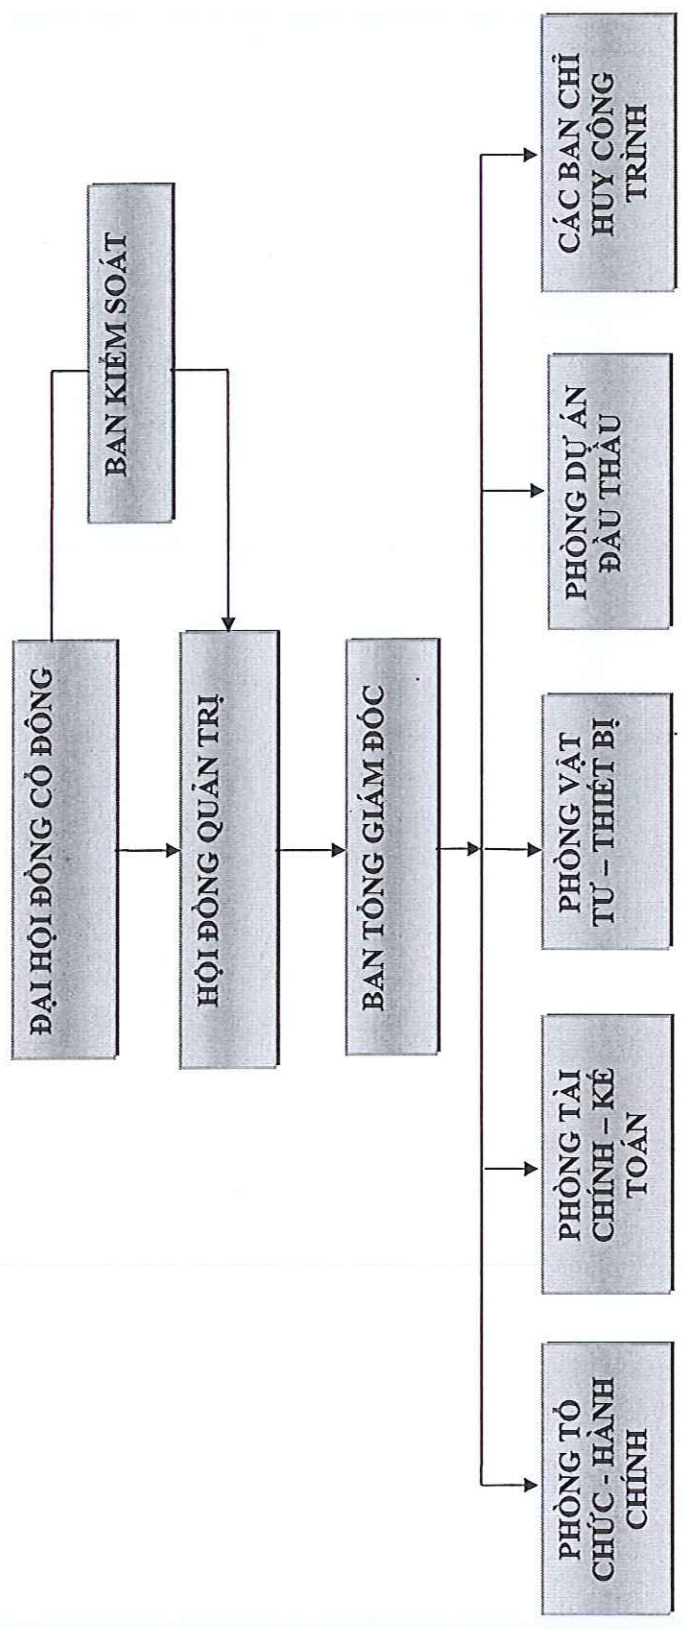 ĐẠI HỘI ĐỒNG CỔ ĐÔNG
BAN KIỂM SOÁT
HỘI ĐỒNG QUẢN TRỊ
BAN TỔNG GIÁM ĐỐC
PHÒNG TỔ
CHỨC - HÀNH
CHÍNH
PHÒNG TÀI
CHÍNH – KẾ
TOÁN
PHÒNG VẬT
TƯ – THIẾT BỊ
PHÒNG DỰ ÁN
ĐẦU THẦU
CÁC BAN CHỈ
HUY CÔNG
TRÌNH